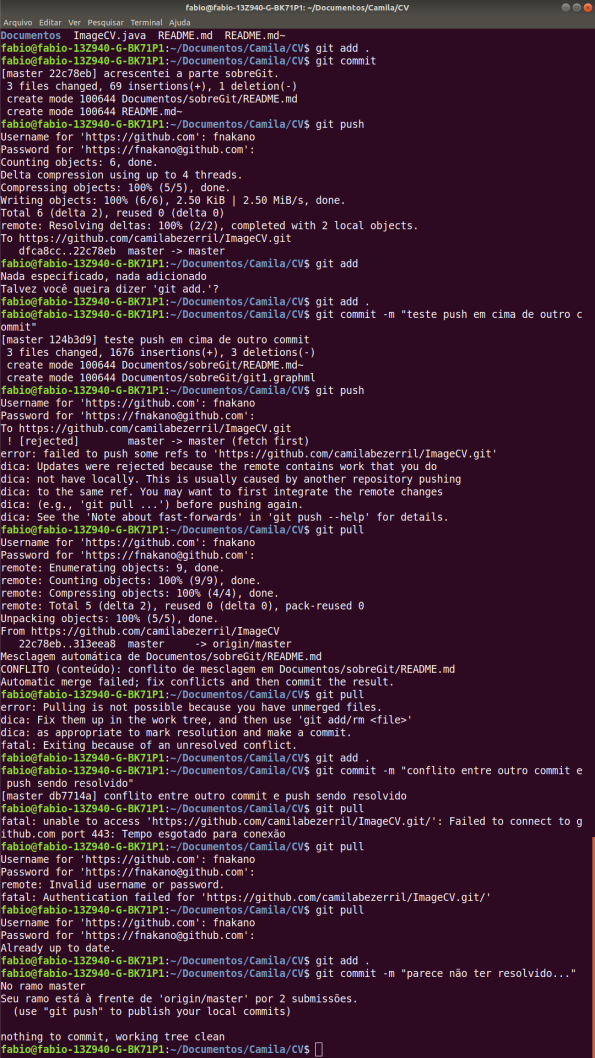 fabio@fabio-13Z940-G-BK71P1: ~/Documentos/Camila/CV
Arquivo Editar Ver Pesquisar Terminal Ajuda
Documentos  ImageCV.java  README.md  README.md~
fabio@fabio-13Z940-G-BK71P1:~/Documentos/Camila/CV$ git add .
fabio@fabio-13Z940-G-BK71P1:~/Documentos/Camila/CV$ git commit
[master 22c78eb] acrescentei a parte sobreGit.
 3 files changed, 69 insertions(+), 1 deletion(-)
 create mode 100644 Documentos/sobreGit/README.md
 create mode 100644 README.md~
fabio@fabio-13Z940-G-BK71P1:~/Documentos/Camila/CV$ git push
Username for 'https://github.com': fnakano
Password for 'https://fnakano@github.com':
Counting objects: 6, done.
Delta compression using up to 4 threads.
Compressing objects: 100% (5/5), done.
Writing objects: 100% (6/6), 2.50 KiB | 2.50 MiB/s, done.
Total 6 (delta 2), reused 0 (delta 0)
remote: Resolving deltas: 100% (2/2), completed with 2 local objects.
To https://github.com/camilabezerril/ImageCV.git
   dfca8cc..22c78eb  master -> master
fabio@fabio-13Z940-G-BK71P1:~/Documentos/Camila/CV$ git add
Nada especificado, nada adicionado
Talvez você queira dizer 'git add.'?
fabio@fabio-13Z940-G-BK71P1:~/Documentos/Camila/CV$ git add .
fabio@fabio-13Z940-G-BK71P1:~/Documentos/Camila/CV$ git commit -m "teste push em cima de outro c
ommit"
[master 124b3d9] teste push em cima de outro commit
 3 files changed, 1676 insertions(+), 3 deletions(-)
 create mode 100644 Documentos/sobreGit/README.md~
 create mode 100644 Documentos/sobreGit/git1.graphml
fabio@fabio-13Z940-G-BK71P1:~/Documentos/Camila/CV$ git push
Username for 'https://github.com': fnakano
Password for 'https://fnakano@github.com':
To https://github.com/camilabezerril/ImageCV.git
 ! [rejected]        master -> master (fetch first)
error: failed to push some refs to 'https://github.com/camilabezerril/ImageCV.git'
dica: Updates were rejected because the remote contains work that you do
dica: not have locally. This is usually caused by another repository pushing
dica: to the same ref. You may want to first integrate the remote changes
dica: (e.g., 'git pull ...') before pushing again.
dica: See the 'Note about fast-forwards' in 'git push --help' for details.
fabio@fabio-13Z940-G-BK71P1:~/Documentos/Camila/CV$ git pull
Username for 'https://github.com': fnakano
Password for 'https://fnakano@github.com':
remote: Enumerating objects: 9, done.
remote: Counting objects: 100% (9/9), done.
remote: Compressing objects: 100% (4/4), done.
remote: Total 5 (delta 2), reused 0 (delta 0), pack-reused 0
Unpacking objects: 100% (5/5), done.
From https://github.com/camilabezerril/ImageCV
   22c78eb..313eea8  master     -> origin/master
Mesclagem automática de Documentos/sobreGit/README.md
CONFLITO (conteúdo): conflito de mesclagem em Documentos/sobreGit/README.md
Automatic merge failed; fix conflicts and then commit the result.
fabio@fabio-13Z940-G-BK71P1:~/Documentos/Camila/CV$ git pull
error: Pulling is not possible because you have unmerged files.
dica: Fix them up in the work tree, and then use 'git add/rm <file>'
dica: as appropriate to mark resolution and make a commit.
fatal: Exiting because of an unresolved conflict.
fabio@fabio-13Z940-G-BK71P1:~/Documentos/Camila/CV$ git add .
fabio@fabio-13Z940-G-BK71P1:~/Documentos/Camila/CV$ git commit -m "conflito entre outro commit e
 push sendo resolvido"
[master db7714a] conflito entre outro commit e push sendo resolvido
fabio@fabio-13Z940-G-BK71P1:~/Documentos/Camila/CV$ git pull
fatal: unable to access 'https://github.com/camilabezerril/ImageCV.git/': Failed to connect to g
ithub.com port 443: Tempo esgotado para conexão
fabio@fabio-13Z940-G-BK71P1:~/Documentos/Camila/CV$ git pull
Username for 'https://github.com': fnakano
Password for 'https://fnakano@github.com':
remote: Invalid username or password.
fatal: Authentication failed for 'https://github.com/camilabezerril/ImageCV.git/'
fabio@fabio-13Z940-G-BK71P1:~/Documentos/Camila/CV$ git pull
Username for 'https://github.com': fnakano
Password for 'https://fnakano@github.com':
Already up to date.
fabio@fabio-13Z940-G-BK71P1:~/Documentos/Camila/CV$ git add .
fabio@fabio-13Z940-G-BK71P1:~/Documentos/Camila/CV$ git commit -m "parece não ter resolvido..."
No ramo master
Seu ramo está à frente de 'origin/master' por 2 submissões.
  (use "git push" to publish your local commits)
nothing to commit, working tree clean
fabio@fabio-13Z940-G-BK71P1:~/Documentos/Camila/CV$